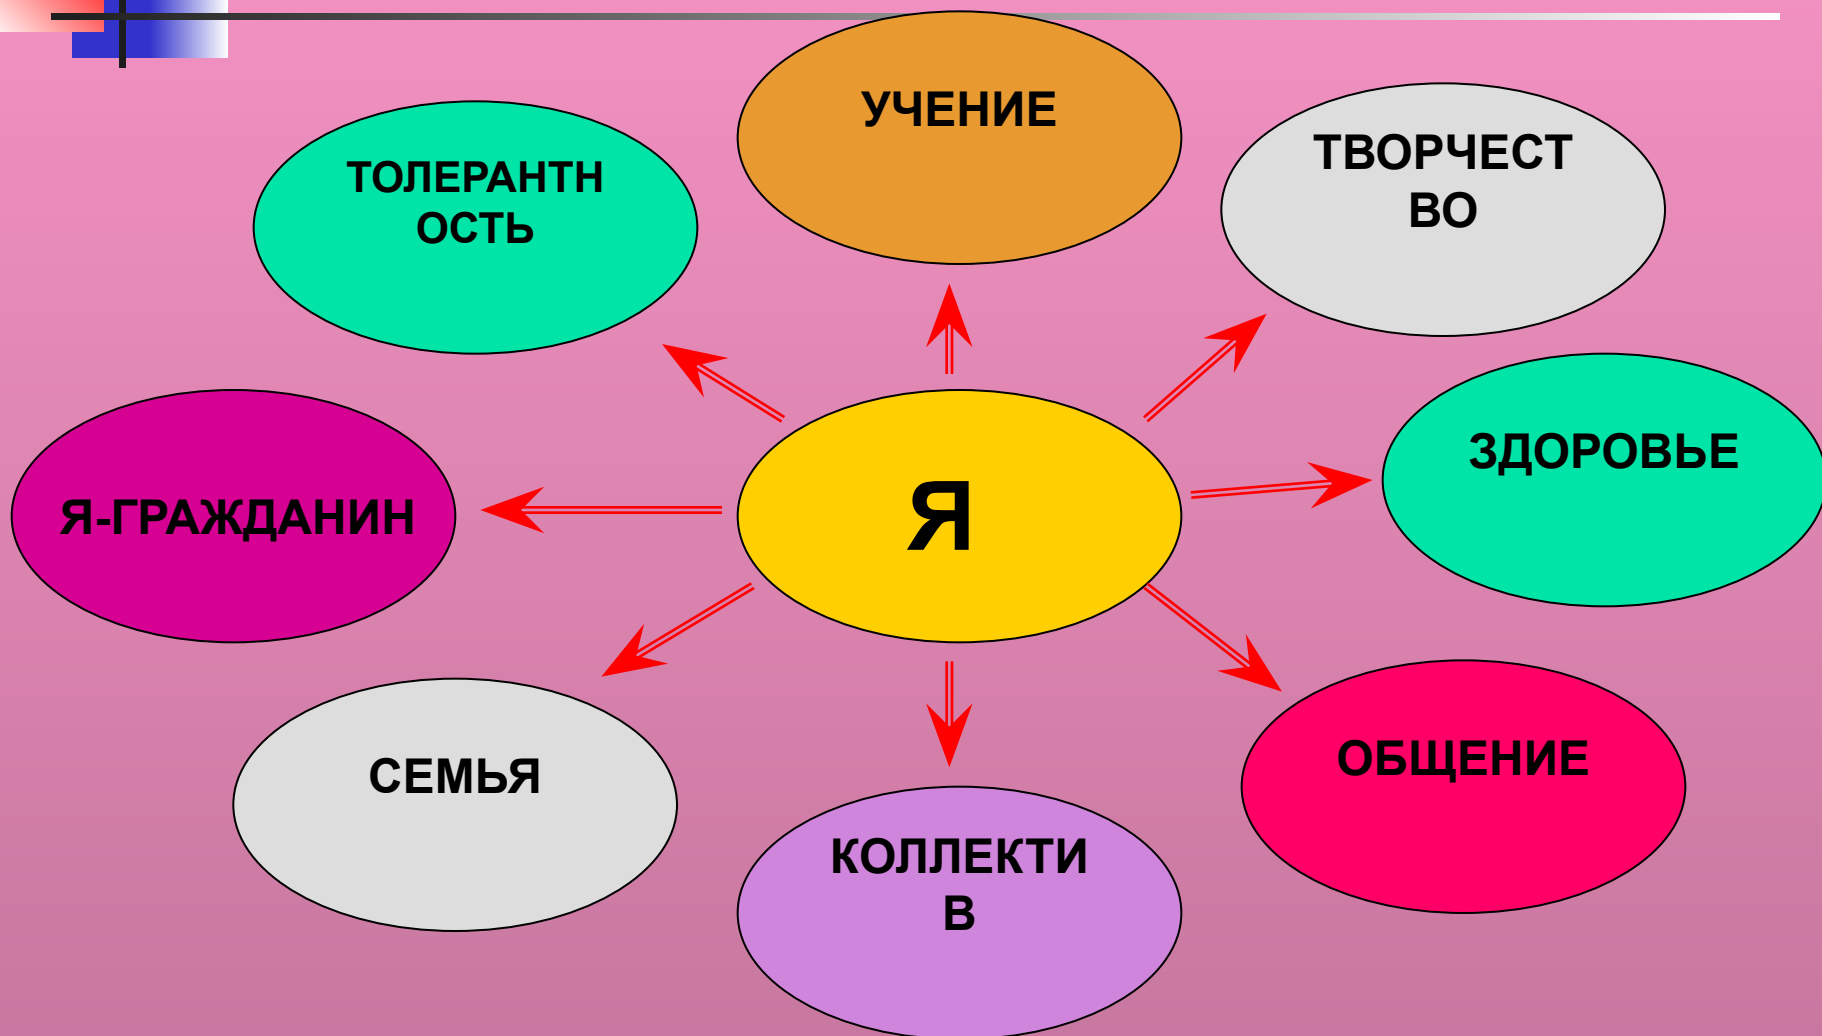 УЧЕНИЕ
ТВОРЧЕСТ
ВО
ТОЛЕРАНТН
ОСТЬ
ЗДОРОВЬЕ
Я
Я-ГРАЖДАНИН
ОБЩЕНИЕ
СЕМЬЯ
КОЛЛЕКТИ
В